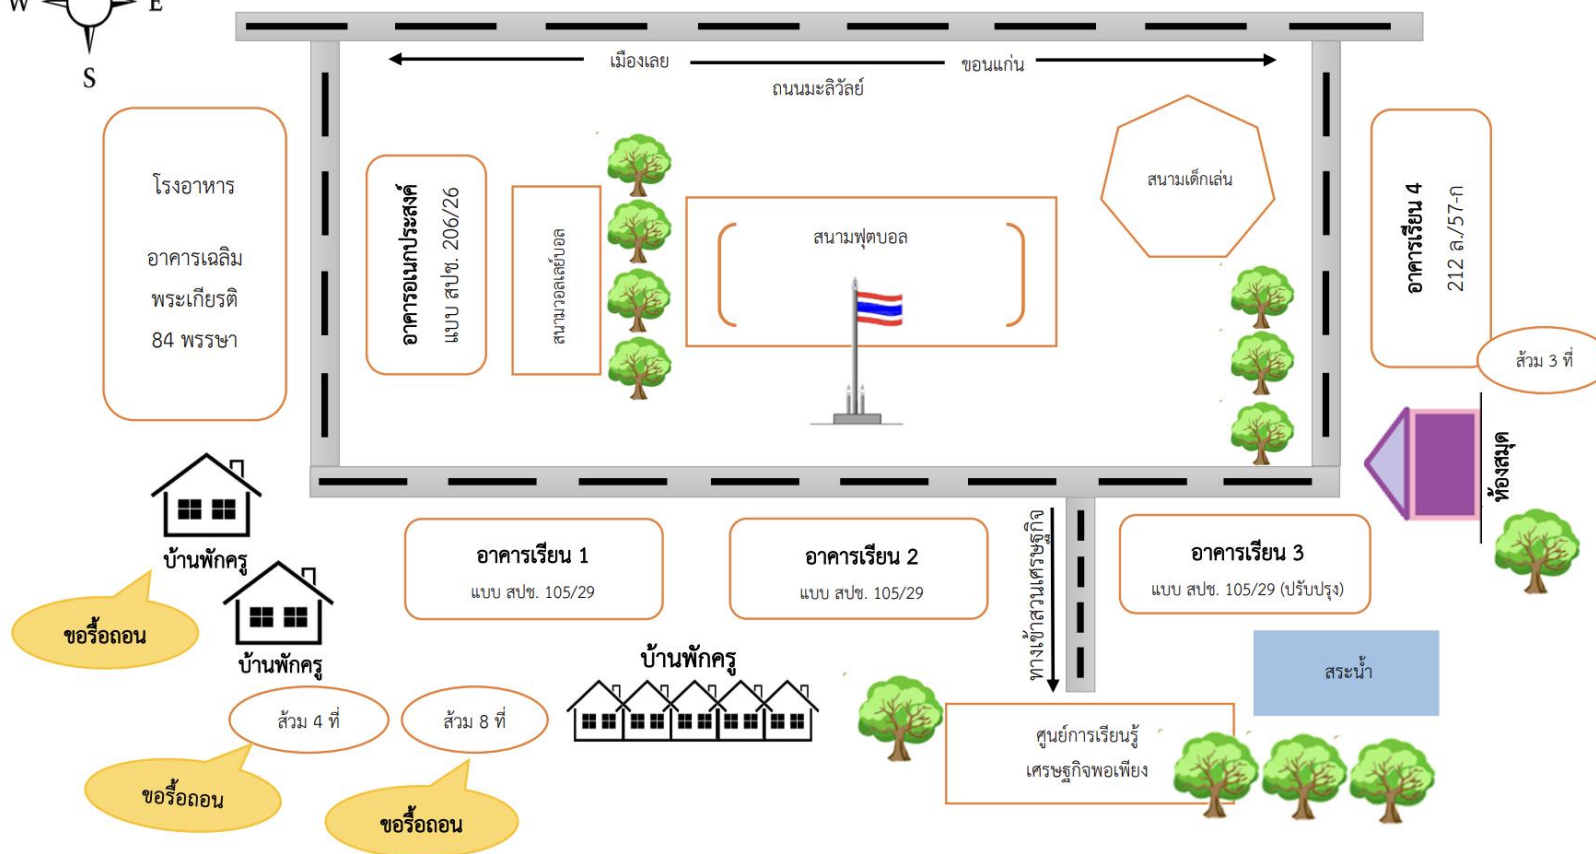 W E
S
เมืองเลย ขอนแก่น
ถนนมะลิวัลย์
โรงอาหาร
อาคารเฉลิม
พระเกียรติ
84 พรรษา
อาคารอเนกประสงค์
แบบ สปช. 206/26
สนามวอลเลย์บอล
สนามฟุตบอล
สนามเด็กเล่น
อาคารเรียน 4
212 ล./57-ก
ส้วม 3 ที่
ห้องสมุด
บ้านพักครู
ขอรื้อถอน
บ้านพักครู
อาคารเรียน 1
แบบ สปช. 105/29
อาคารเรียน 2
แบบ สปช. 105/29
ทางเข้าสวนเศรษฐกิจ
อาคารเรียน 3
แบบ สปช. 105/29 (ปรับปรุง)
สระน้ำ
บ้านพักครู
ส้วม 4 ที่
ส้วม 8 ที่
ขอรื้อถอน
ขอรื้อถอน
ศูนย์การเรียนรู้
เศรษฐกิจพอเพียง